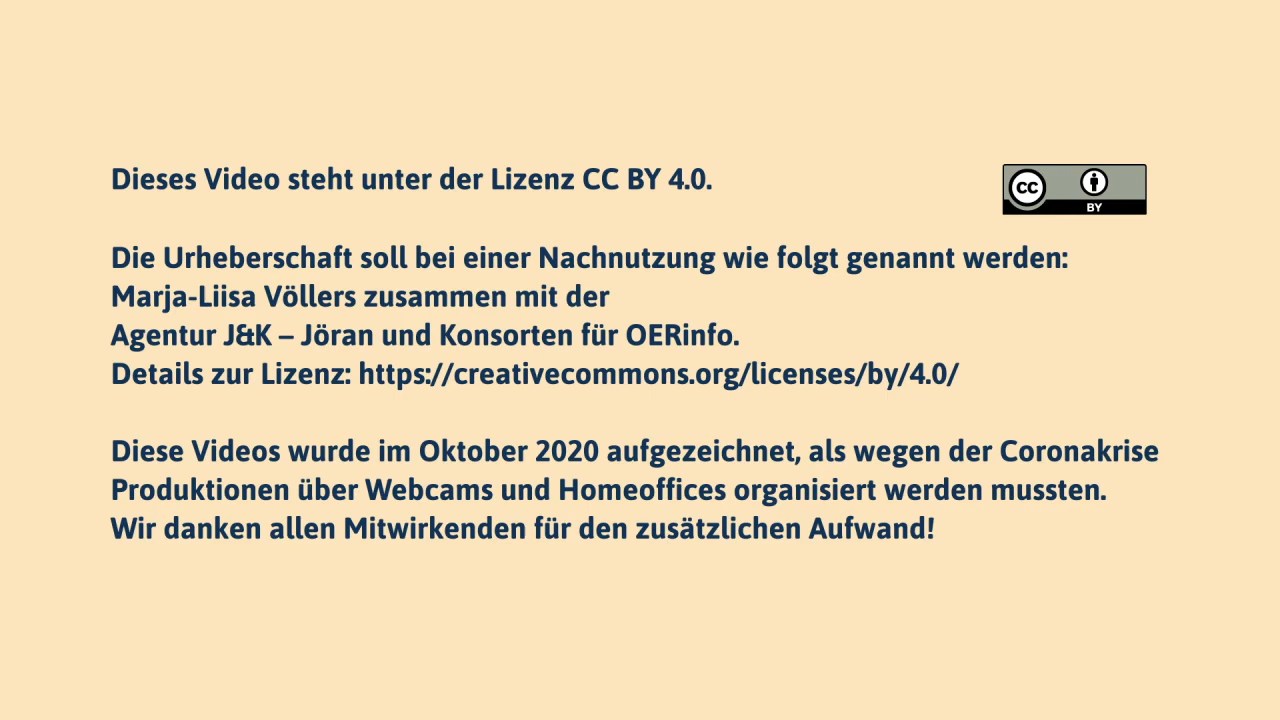 Dieses Video steht unter der Lizenz CC BY 4.0.
cc
BY
Die Urheberschaft soll bei einer Nachnutzung wie folgt genannt werden:
Marja-Liisa Völlers zusammen mit der
Agentur J&K – Jöran und Konsorten für OERinfo.
Details zur Lizenz: https://creativecommons.org/licenses/by/4.0/
Diese Videos wurde im Oktober 2020 aufgezeichnet, als wegen der Coronakrise
Produktionen über Webcams und Homeoffices organisiert werden mussten.
Wir danken allen Mitwirkenden für den zusätzlichen Aufwand!